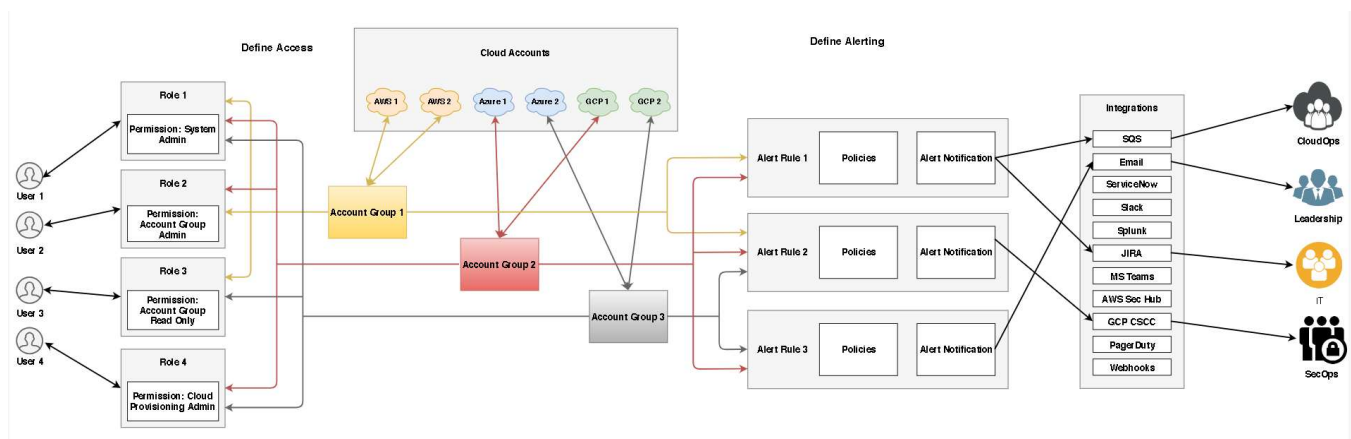 Define Access
Define Alerting
Cloud Accounts
AWS 1
AWS 2
Azure 1
Azure 2
GCP 1
GCP 2
Role 1
Permission: System
Admin
Role 2
Permission:
Account Group
Admin
Role 3
Permission:
Account Group
Read Only
Role 4
Permission: Cloud
Provisioning Admin
User 1
User 2
User 3
User 4
Account Group 1
Account Group 2
Account Group 3
Alert Rule 1
Policies
Alert Notification
Alert Rule 2
Policies
Alert Notification
Alert Rule 3
Policies
Alert Notification
Integrations
SQS
Email
ServiceNow
Slack
Splunk
JIRA
MS Teams
AWS Sec Hub
GCP CSCC
PagerDuty
Webhooks
CloudOps
Leadership
IT
SecOps